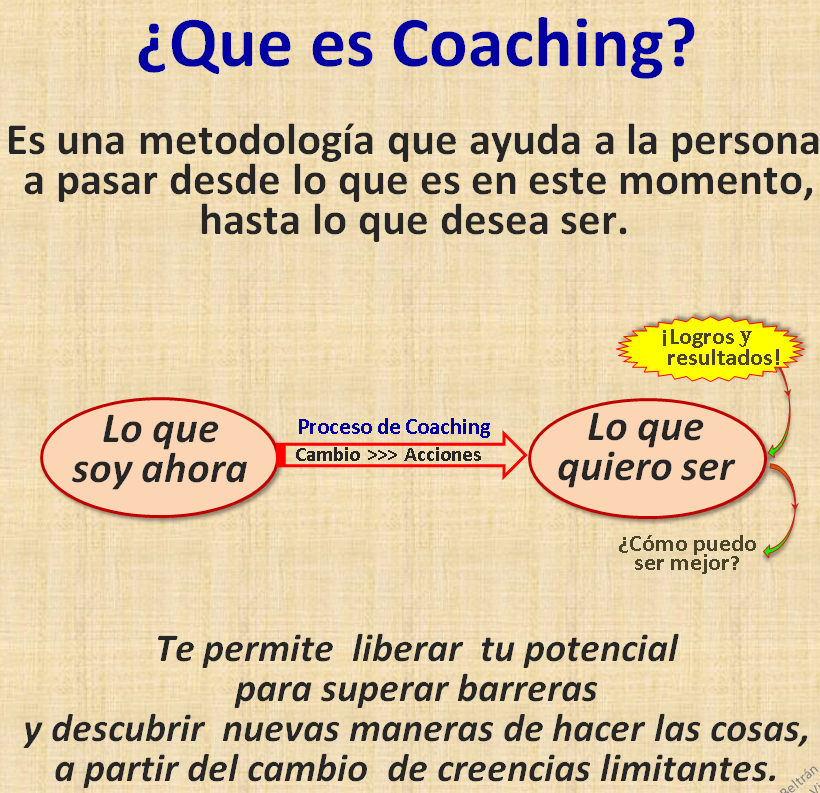 ¿Que es Coaching?
Es una metodología que ayuda a la persona
a pasar desde lo que es en este momento,
hasta lo que desea ser.
¡Logros y
resultados!
Lo que
soy ahora
Proceso de Coaching
Cambio >>> Acciones
Lo que
quiero ser
¿Cómo puedo
ser mejor?
Te permite liberar tu potencial
para superar barreras
y descubrir nuevas maneras de hacer las cosas,
a partir del cambio de creencias limitantes.
Beltrán